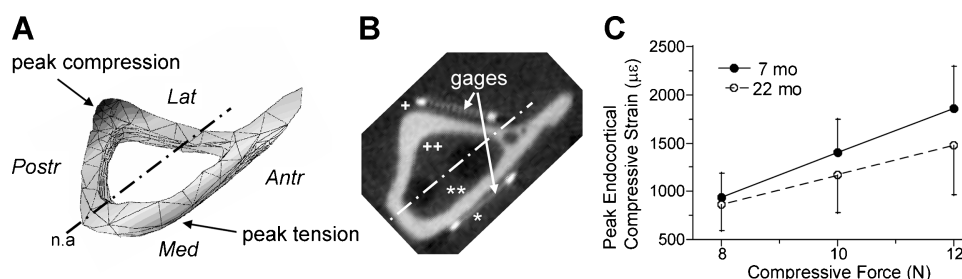 A
peak compression
Lat
Postr
Antr
n.a
Med
peak tension
B
gages
+
++
**
*
C
Peak Endocortical
Compressive Strain (με)
2500
2000
1500
1000
500
7 mo
22 mo
8
10
12
Compressive Force (N)